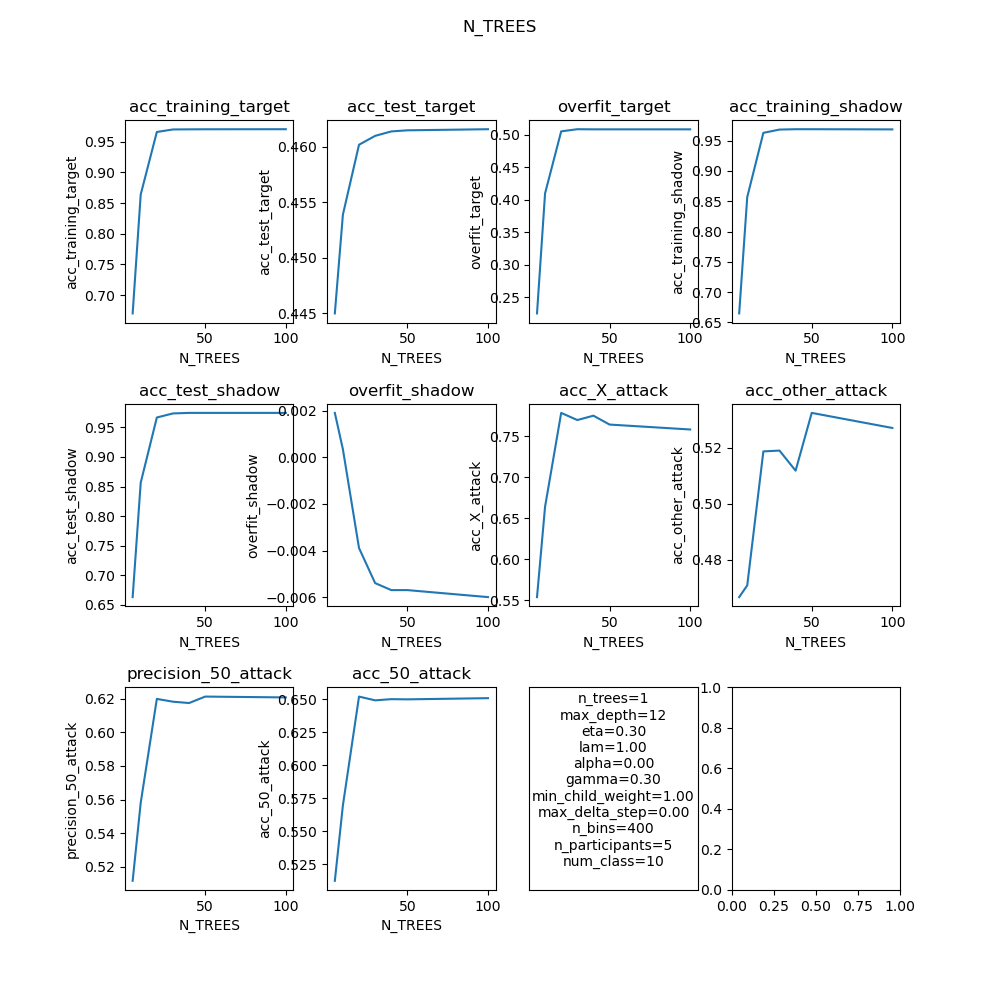 N_TREES
acc_training_target
acc_training_target
0.95
0.90
0.85
0.80
0.75
0.70
50
100
N_TREES
acc_test_target
acc_test_target
0.460
0.455
0.450
0.445
50
100
N_TREES
overfit_target
overfit_target
0.50
0.45
0.40
0.35
0.30
0.25
50
100
N_TREES
acc_training_shadow
acc_training_shadow
0.95
0.90
0.85
0.80
0.75
0.70
0.65
50
100
N_TREES
acc_test_shadow
acc_test_shadow
0.95
0.90
0.85
0.80
0.75
0.70
0.65
50
100
N_TREES
overfit_shadow
overfit_shadow
0.002
0.000
−0.002
−0.004
−0.006
50
100
N_TREES
acc_X_attack
acc_X_attack
0.75
0.70
0.65
0.60
0.55
50
100
N_TREES
acc_other_attack
acc_other_attack
0.52
0.50
0.48
50
100
N_TREES
precision_50_attack
precision_50_attack
0.62
0.60
0.58
0.56
0.54
0.52
50
100
N_TREES
acc_50_attack
acc_50_attack
0.650
0.625
0.600
0.575
0.550
0.525
50
100
N_TREES
n_trees=1
max_depth=12
eta=0.30
lam=1.00
alpha=0.00
gamma=0.30
min_child_weight=1.00
max_delta_step=0.00
n_bins=400
n_participants=5
num_class=10
1.0
0.8
0.6
0.4
0.2
0.0
0.00
0.25
0.50
0.75
1.00